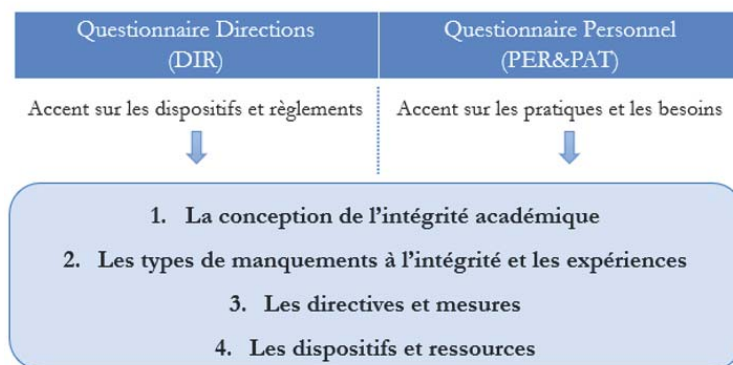 Questionnaire Directions
(DIR)
Questionnaire Personnel
(PER&PAT)
Accent sur les dispositifs et règlements
Accent sur les pratiques et les besoins
1. La conception de l’intégrité académique
2. Les types de manquements à l’intégrité et les expériences
3. Les directives et mesures
4. Les dispositifs et ressources